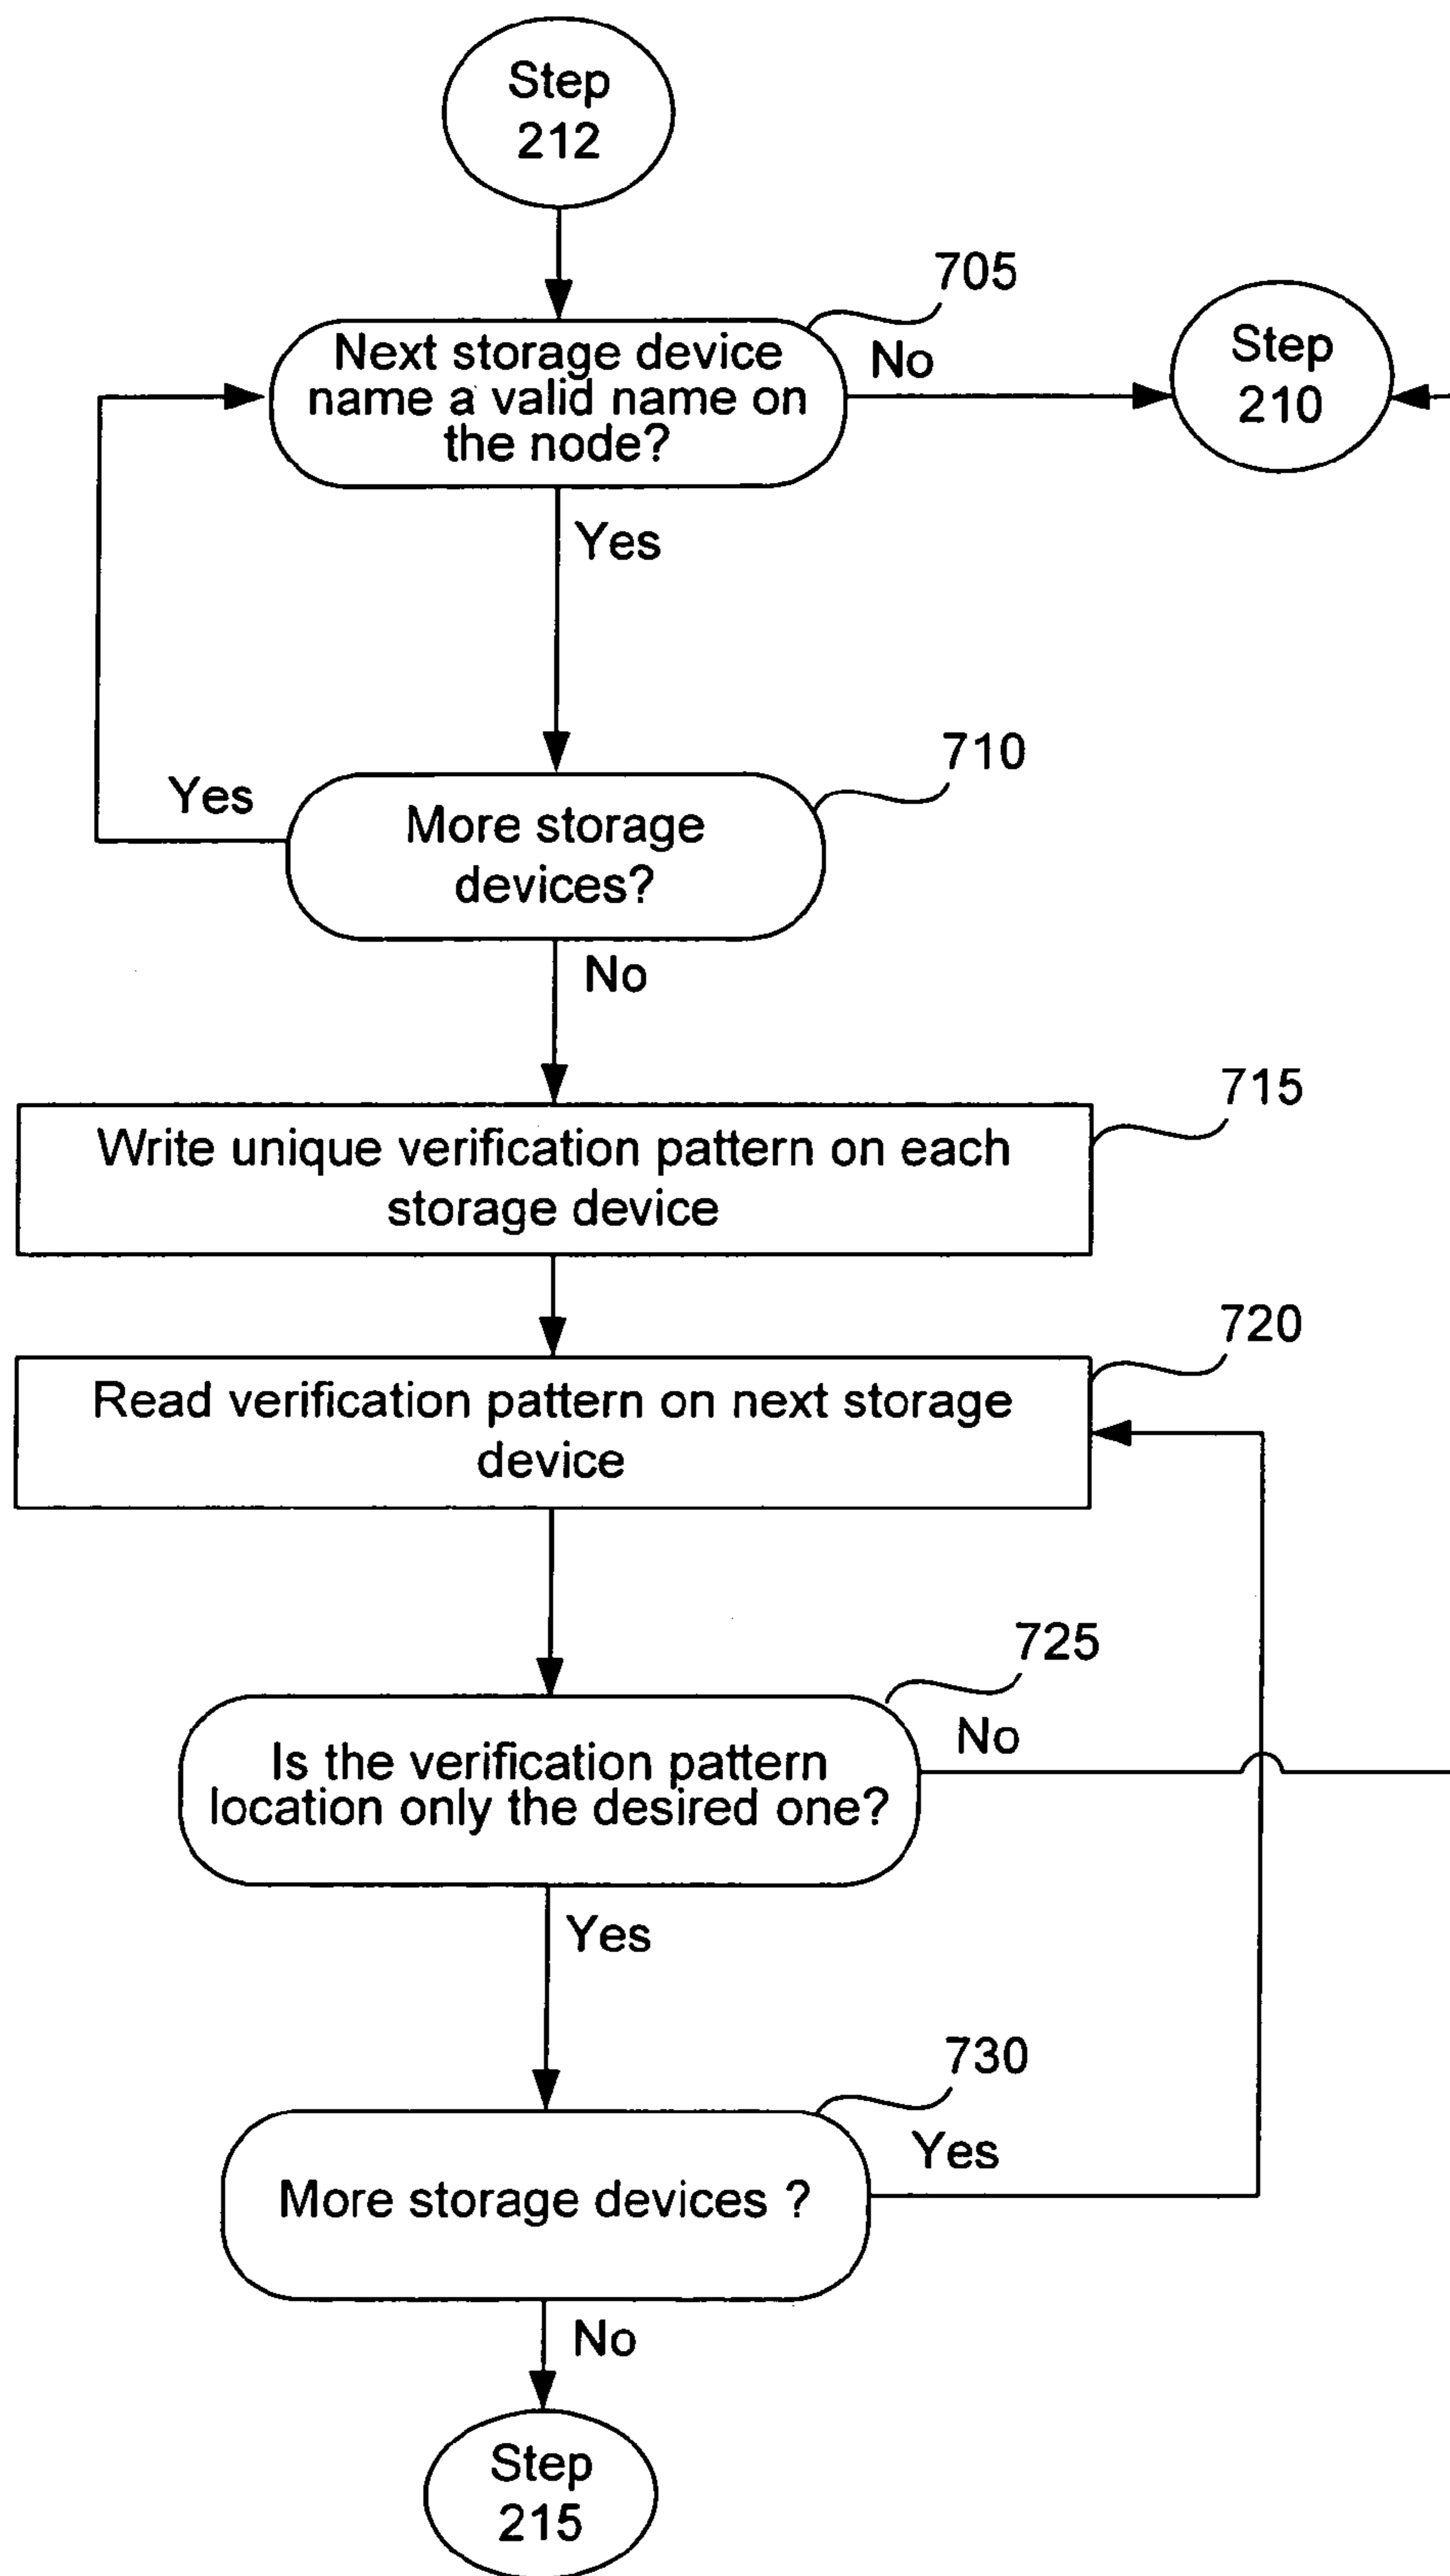 Step
212
705
Next storage device
name a valid name on
the node?
No
Step
210
Yes
710
Yes
More storage
devices?
No
715
Write unique verification pattern on each
storage device
720
Read verification pattern on next storage
device
725
Is the verification pattern
location only the desired one?
No
Yes
730
More storage devices ?
Yes
No
Step
215